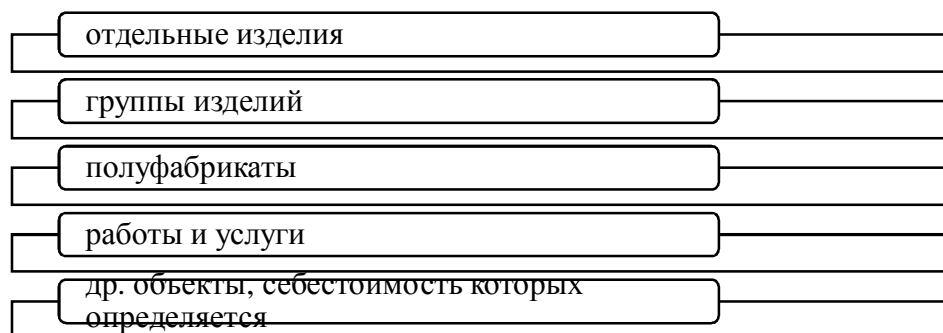 отдельные изделия
группы изделий
полуфабрикаты
работы и услуги
др. объекты, себестоимость которых
определяется